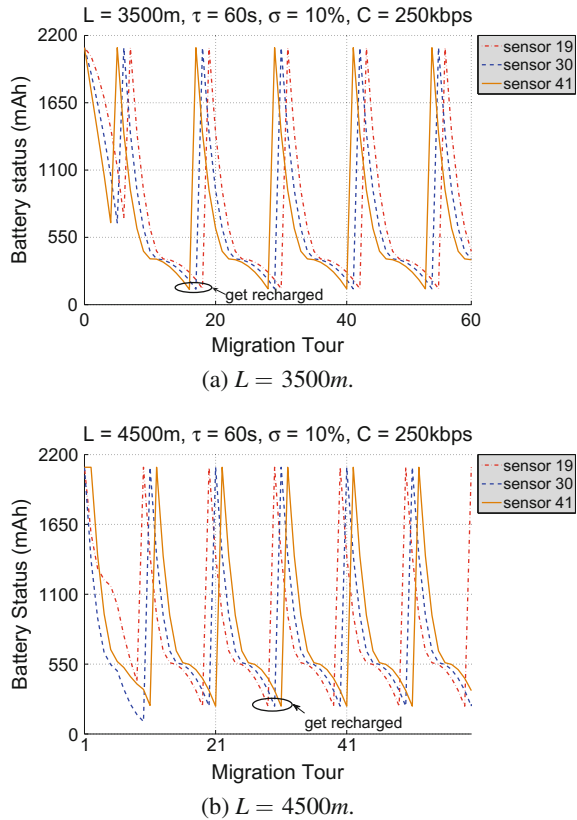 L = 3500m, τ = 60s, σ = 10%, C = 250kbps
2200
1650
1100
550
0
Battery status (mAh)
sensor 19
sensor 30
sensor 41
get recharged
0 20 40 60
Migration Tour
(a) L = 3500m.
L = 4500m, τ = 60s, σ = 10%, C = 250kbps
2200
1650
1100
550
0
Battery Status (mAh)
sensor 19
sensor 30
sensor 41
get recharged
1 21 41
Migration Tour
(b) L = 4500m.